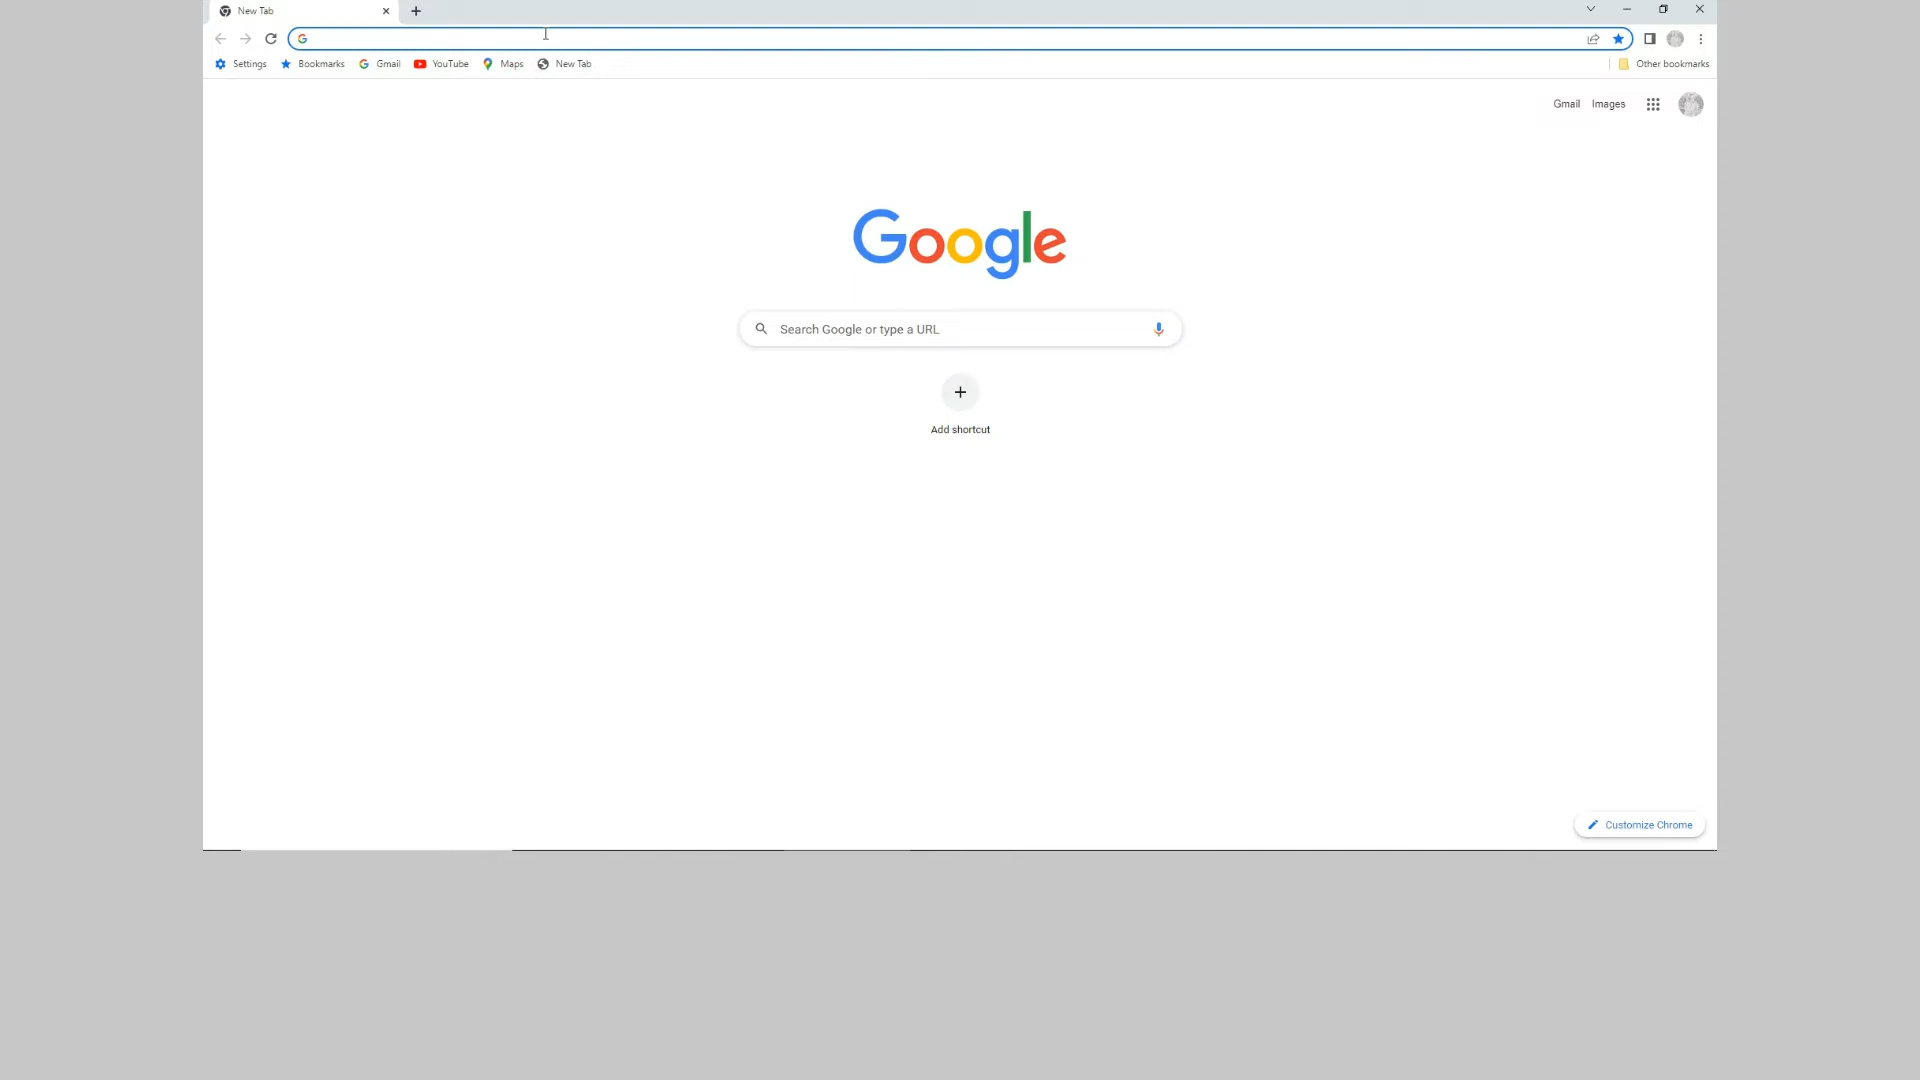 New Tab
Settings Bookmarks Gmail YouTube Maps New Tab Other bookmarks
Gmail Images
Google
Search Google or type a URL
Add shortcut
Customize Chrome